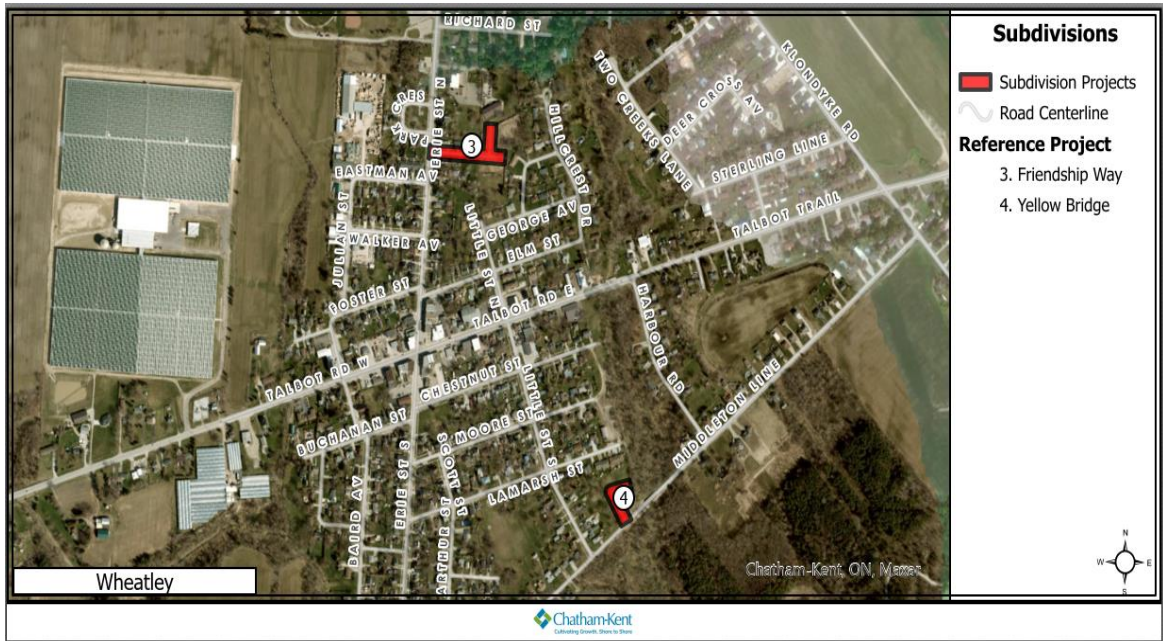 RICHARD ST
KLONDYKE RD
TWO CREEKS LANE
DEER CROSS AV
PARK CRES
ERIE ST N
3
HILLCREST DR
STERLING LINE
EASTMAN AV
JULIAN ST
LITTLE ST N
GEORGE AV
TALBOT TRAIL
WALKER AV
ELM ST
FOSTER ST
TALBOT RD E
HARBOUR RD
TALBOT RD W
CHESTNUT ST
LITTLE ST S
MIDDLETON LINE
BUCHANAN ST
MOORE ST
SCOTT ST
ERIE ST S
LAMARSH ST
4
BAIRD AV
ARTHUR ST
Chatham-Kent, ON, Maxar
Wheatley
Subdivisions
Subdivision Projects
Road Centerline
Reference Project
3. Friendship Way
4. Yellow Bridge
N
W E
S
Chatham-Kent
Cultivating Growth, Shore to Shore